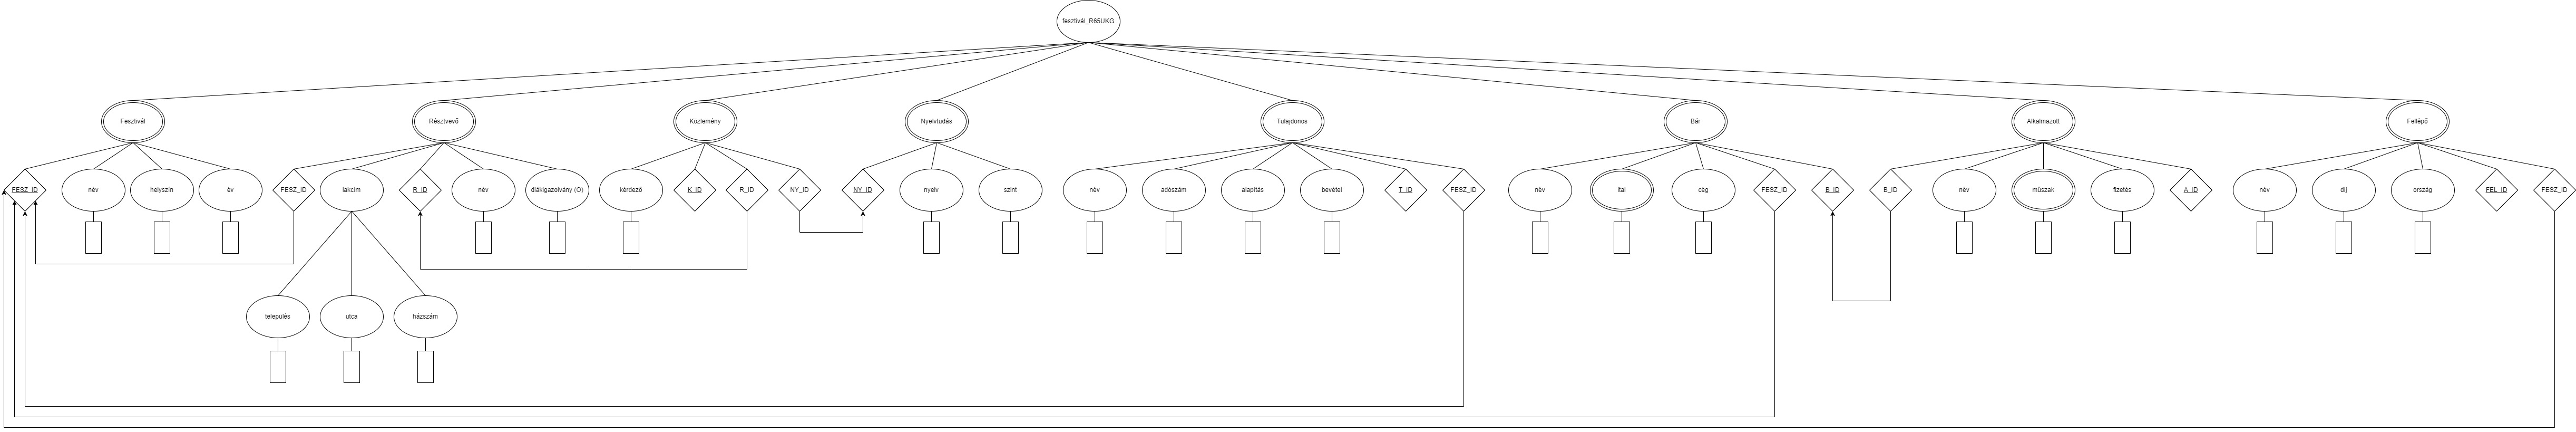 fesztivál_R65UKG
Fesztivál
Résztvevő
Közlemény
Nyelvtudás
Tulajdonos
Bár
Alkalmazott
Fellépő
FESZ_ID
név
helyszín
év
FESZ_ID
lakcím
R_ID
név
diákigazolvány (O)
kérdező
K_ID
R_ID
NY_ID
NY_ID
nyelv
szint
név
adószám
alapítás
bevétel
T_ID
FESZ_ID
név
ital
cég
FESZ_ID
B_ID
B_ID
név
műszak
fizetés
A_ID
név
díj
ország
FEL_ID
FESZ_ID
település
utca
házszám